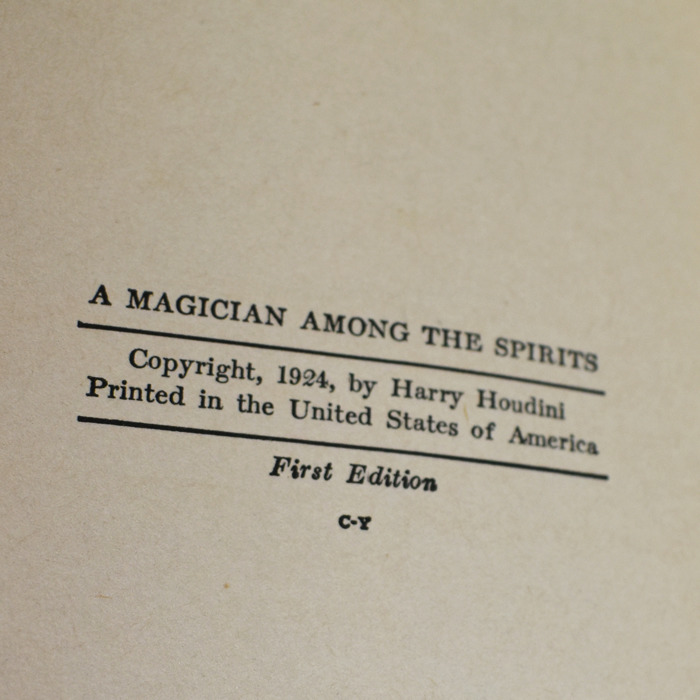 A MAGICIAN AMONG THE SPIRITS
Copyright, 1924, by Harry Houdini
Printed in the United States of America
First Edition
C-Y